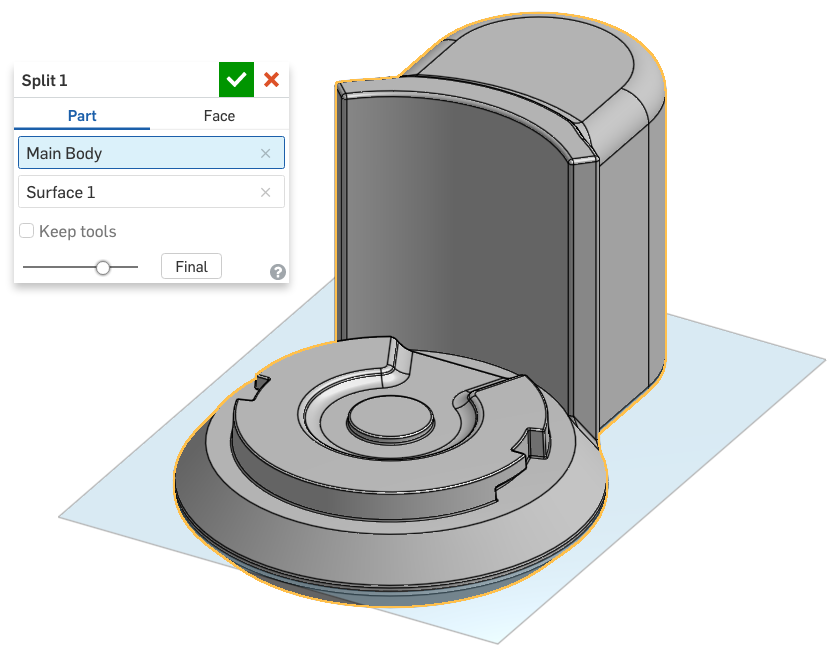 Split 1
Part Face
Main Body
Surface 1
Keep tools
Final
?